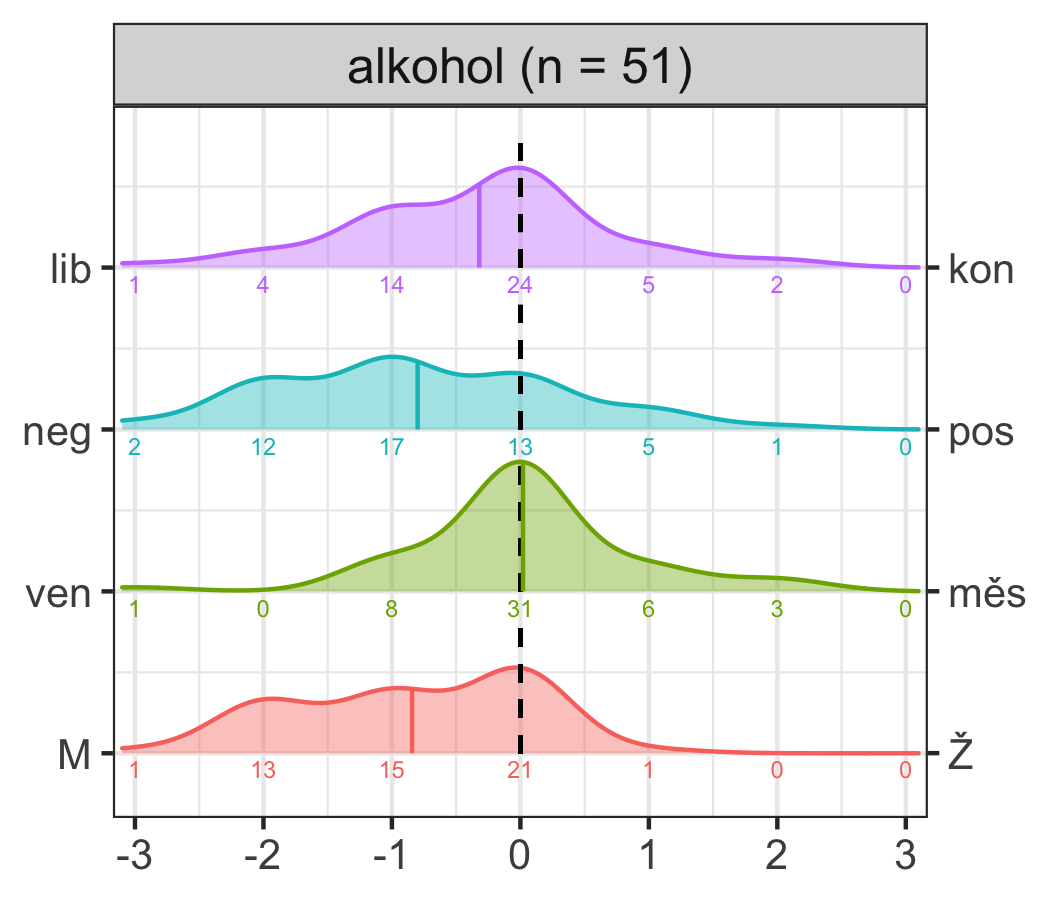 alkohol (n = 51)
lib kon
1 4 14 24 5 2 0
neg pos
2 12 17 13 5 1 0
ven měs
1 0 8 31 6 3 0
M Ž
1 13 15 21 1 0 0
-3 -2 -1 0 1 2 3